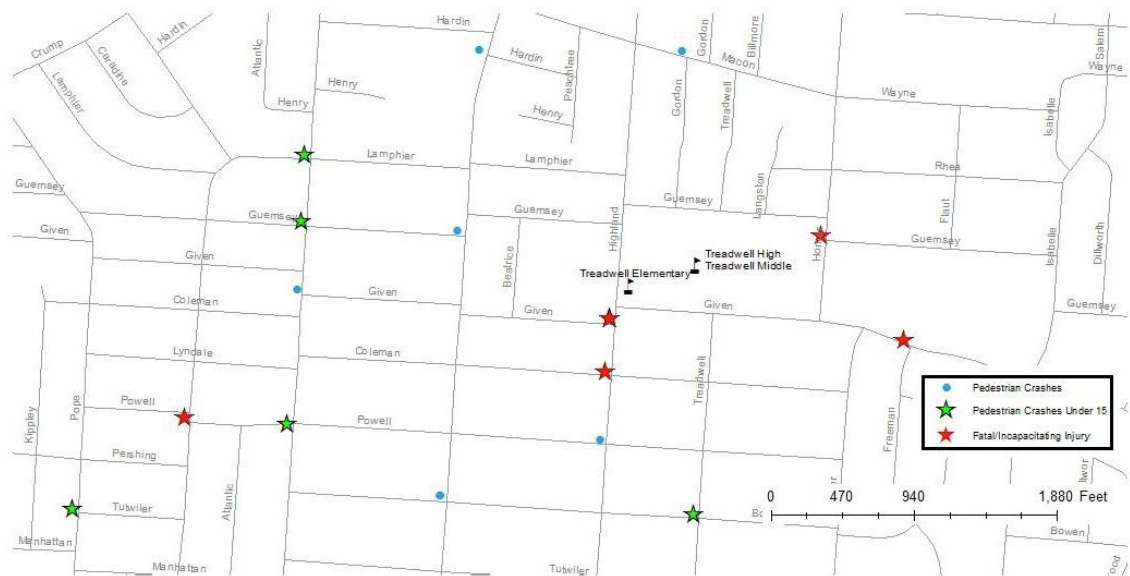 Hardin
Crump
Hardin
Caradine
Lamphier
Atlantic
Henry
Henry
Hardin
Peachtree
Henry
Gordon
Billmore
Macon
Gordon
Treadwell
Salem
Wayne
Wayne
Isabelle
Lamphier
Lamphier
Rhea
Guernsey
Guernsey
Guernsey
Guernsey
Langston
Flaut
Guernsey
Given
Given
Highland
Beatrice
Isabelle
Dillworth
Treadwell High
Treadwell Middle
Treadwell Elementary
Coleman
Given
Given
Given
Guernsey
Lyndale
Coleman
Treadwell
Kippley
Pope
Powell
Powell
Freeman
Pershing
Atlantic
Tutwiler
Manhattan
Manhattan
Tutwiler
Bowen
Pedestrian Crashes
Pedestrian Crashes Under 15
Fatal/Incapacitating Injury
0 470 940 1,880 Feet